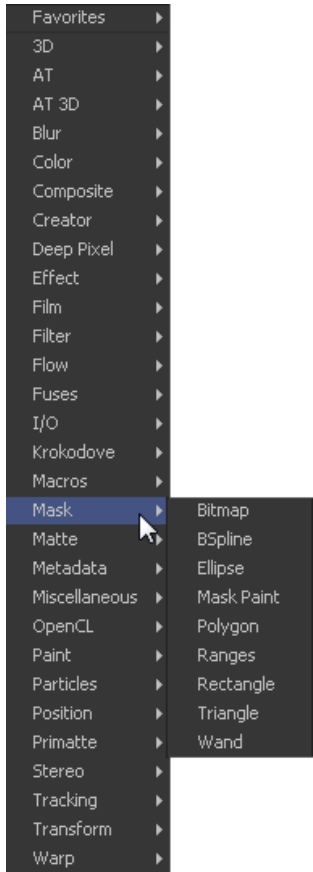 Favorites
3D
AT
AT 3D
Blur
Color
Composite
Creator
Deep Pixel
Effect
Film
Filter
Flow
Fuses
I/O
Krokodove
Macros
Mask
Matte
Metadata
Miscellaneous
OpenCL
Paint
Particles
Position
Primatte
Stereo
Tracking
Transform
Warp
Bitmap
BSpline
Ellipse
Mask Paint
Polygon
Ranges
Rectangle
Triangle
Wand